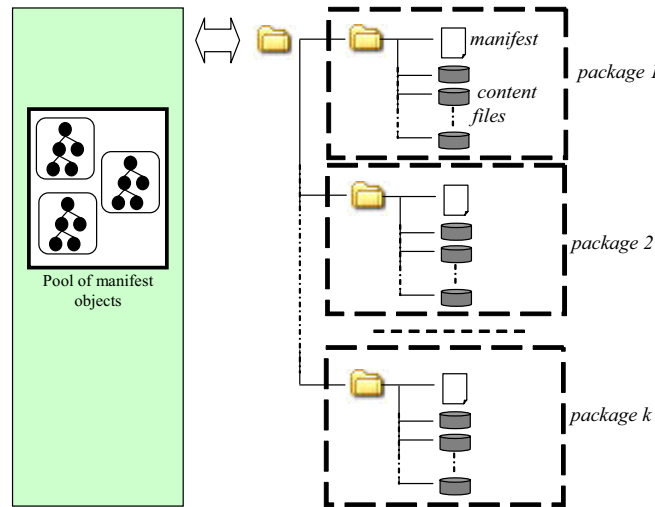 manifest
package 1
content
files
package 2
Pool of manifest
objects
package k